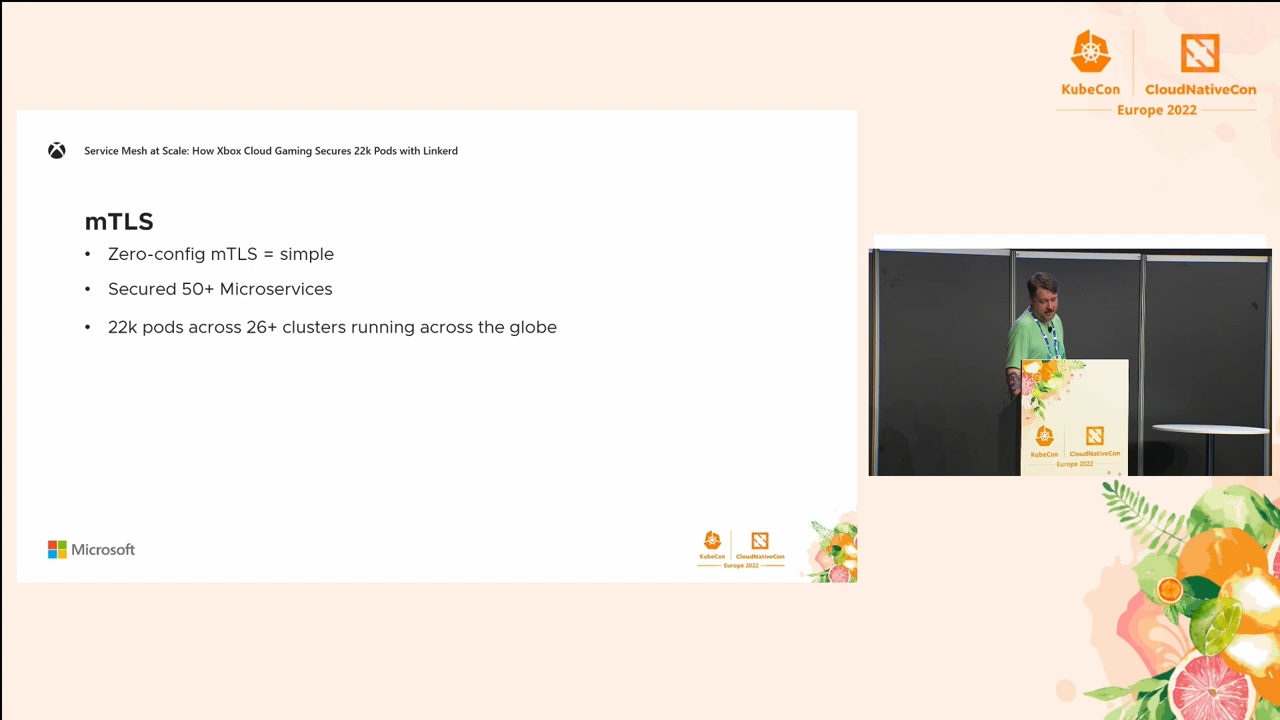 KubeCon
CloudNativeCon
Europe 2022
Service Mesh at Scale: How Xbox Cloud Gaming Secures 22k Pods with Linkerd
mTLS
• Zero-config mTLS = simple
• Secured 50+ Microservices
• 22k pods across 26+ clusters running across the globe
Microsoft
KubeCon
CloudNativeCon
Europe 2022
KubeCon
CloudNativeCon
Europe 2022